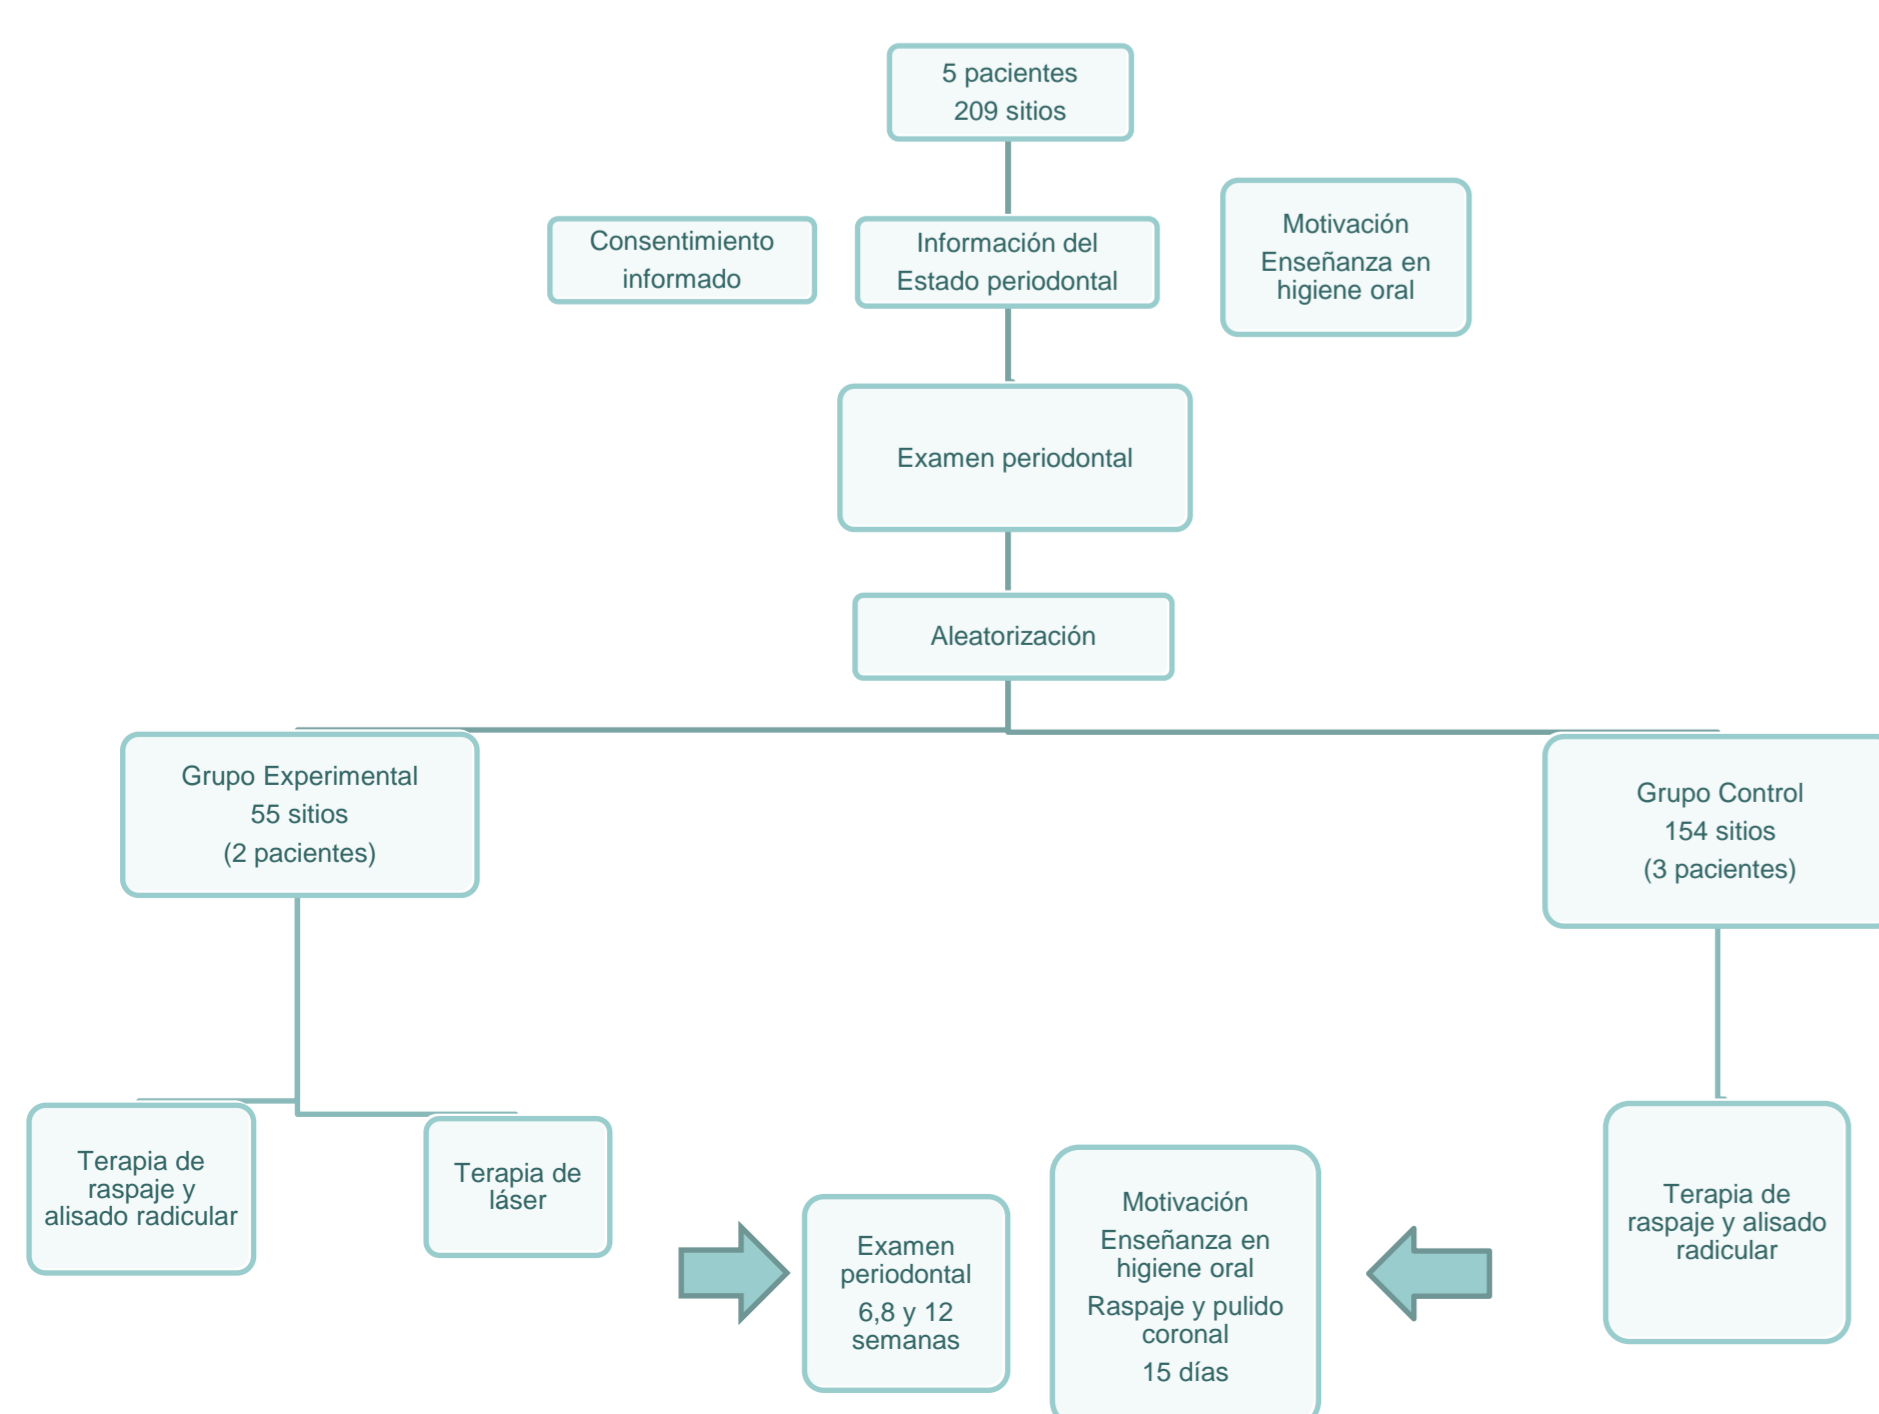 5 pacientes
209 sitios
Consentimiento
informado
Información del
Estado periodontal
Motivación
Enseñanza en
higiene oral
Examen periodontal
Aleatorización
Grupo Experimental
55 sitios
(2 pacientes)
Grupo Control
154 sitios
(3 pacientes)
Terapia de
raspaje y
alisado radicular
Terapia de
láser
Examen
periodontal
6,8 y 12
semanas
Motivación
Enseñanza en
higiene oral
Raspaje y pulido
coronal
15 días
Terapia de
raspaje y alisado
radicular